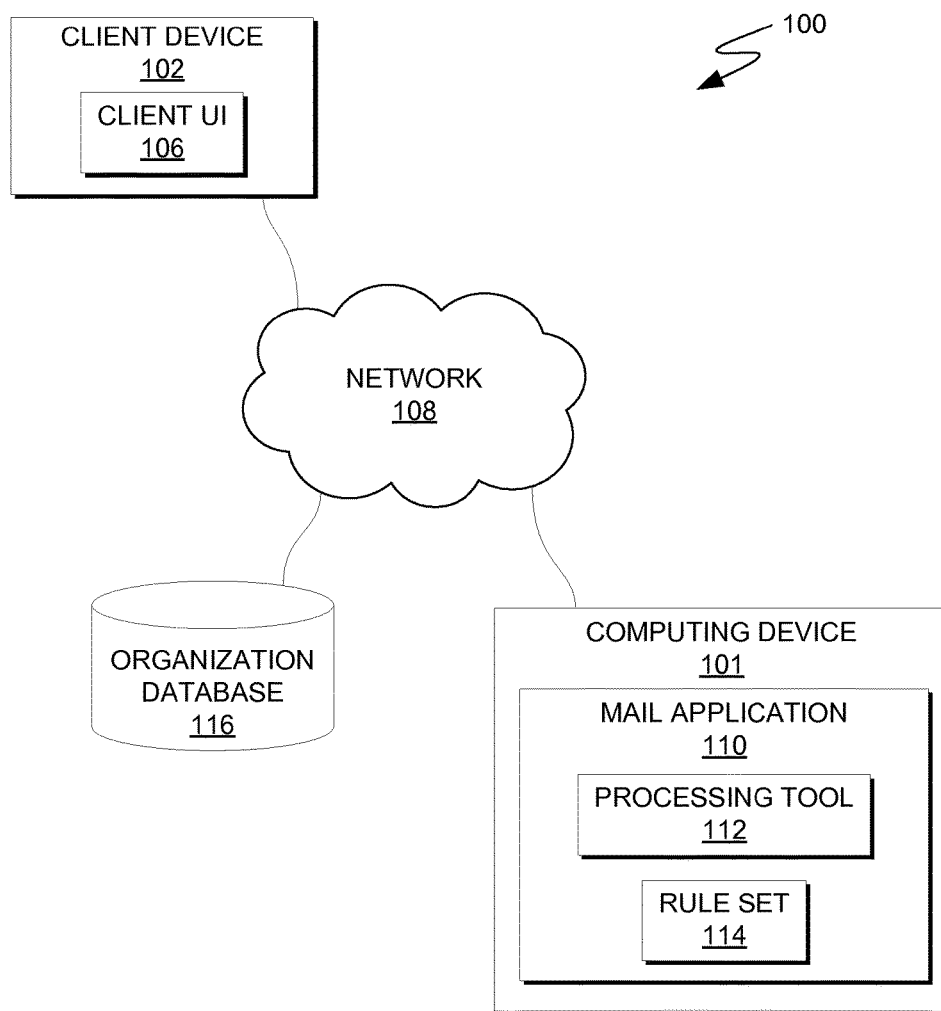 CLIENT DEVICE
102
CLIENT UI
106
100
NETWORK
108
ORGANIZATION
DATABASE
116
COMPUTING DEVICE
101
MAIL APPLICATION
110
PROCESSING TOOL
112
RULE SET
114